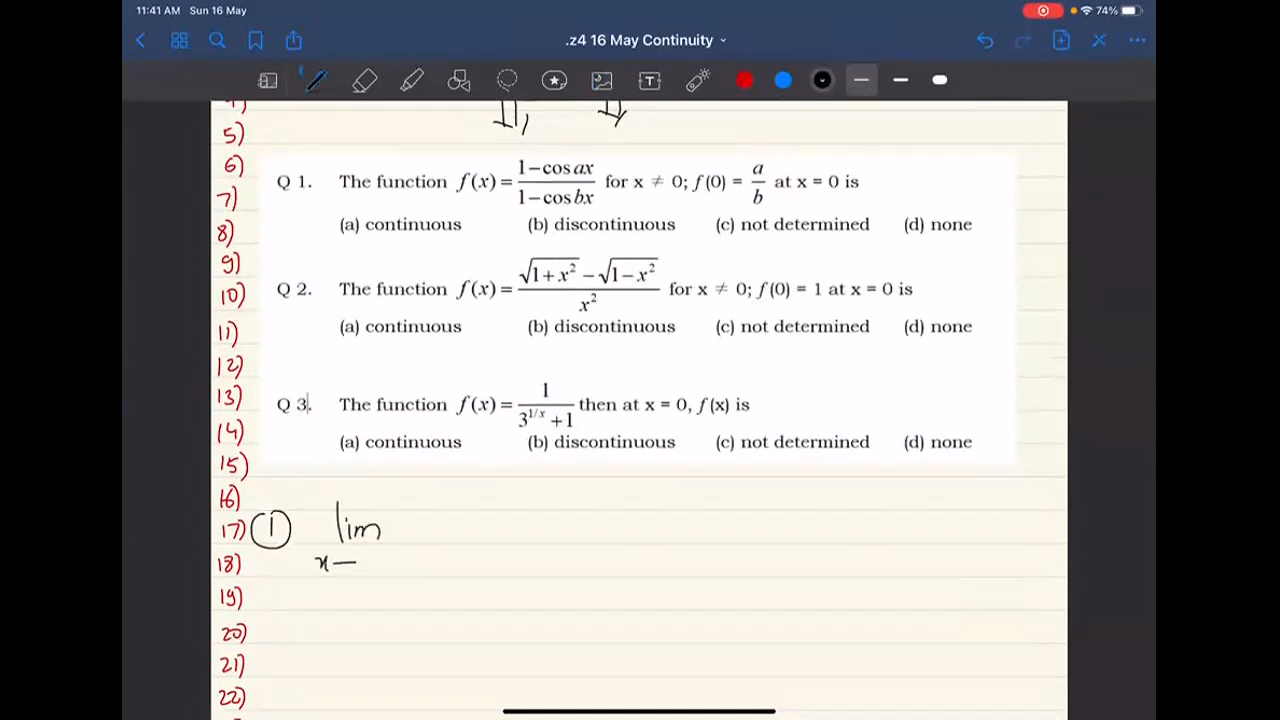 11:41 AM Sun 16 May
74%
.z4 16 May Continuity
5)
6)
7)
8)
9)
10)
11)
12)
13)
14)
15)
16)
17)
18)
19)
20)
21)
22)
Q 1. The function f(x) = (1−cos ax)/(1−cos bx) for x ≠ 0; f(0) = a/b at x = 0 is
(a) continuous (b) discontinuous (c) not determined (d) none
Q 2. The function f(x) = (√(1+x²) − √(1−x²))/x² for x ≠ 0; f(0) = 1 at x = 0 is
(a) continuous (b) discontinuous (c) not determined (d) none
Q 3. The function f(x) = 1/(3^(1/x) + 1) then at x = 0, f(x) is
(a) continuous (b) discontinuous (c) not determined (d) none
① lim
x—